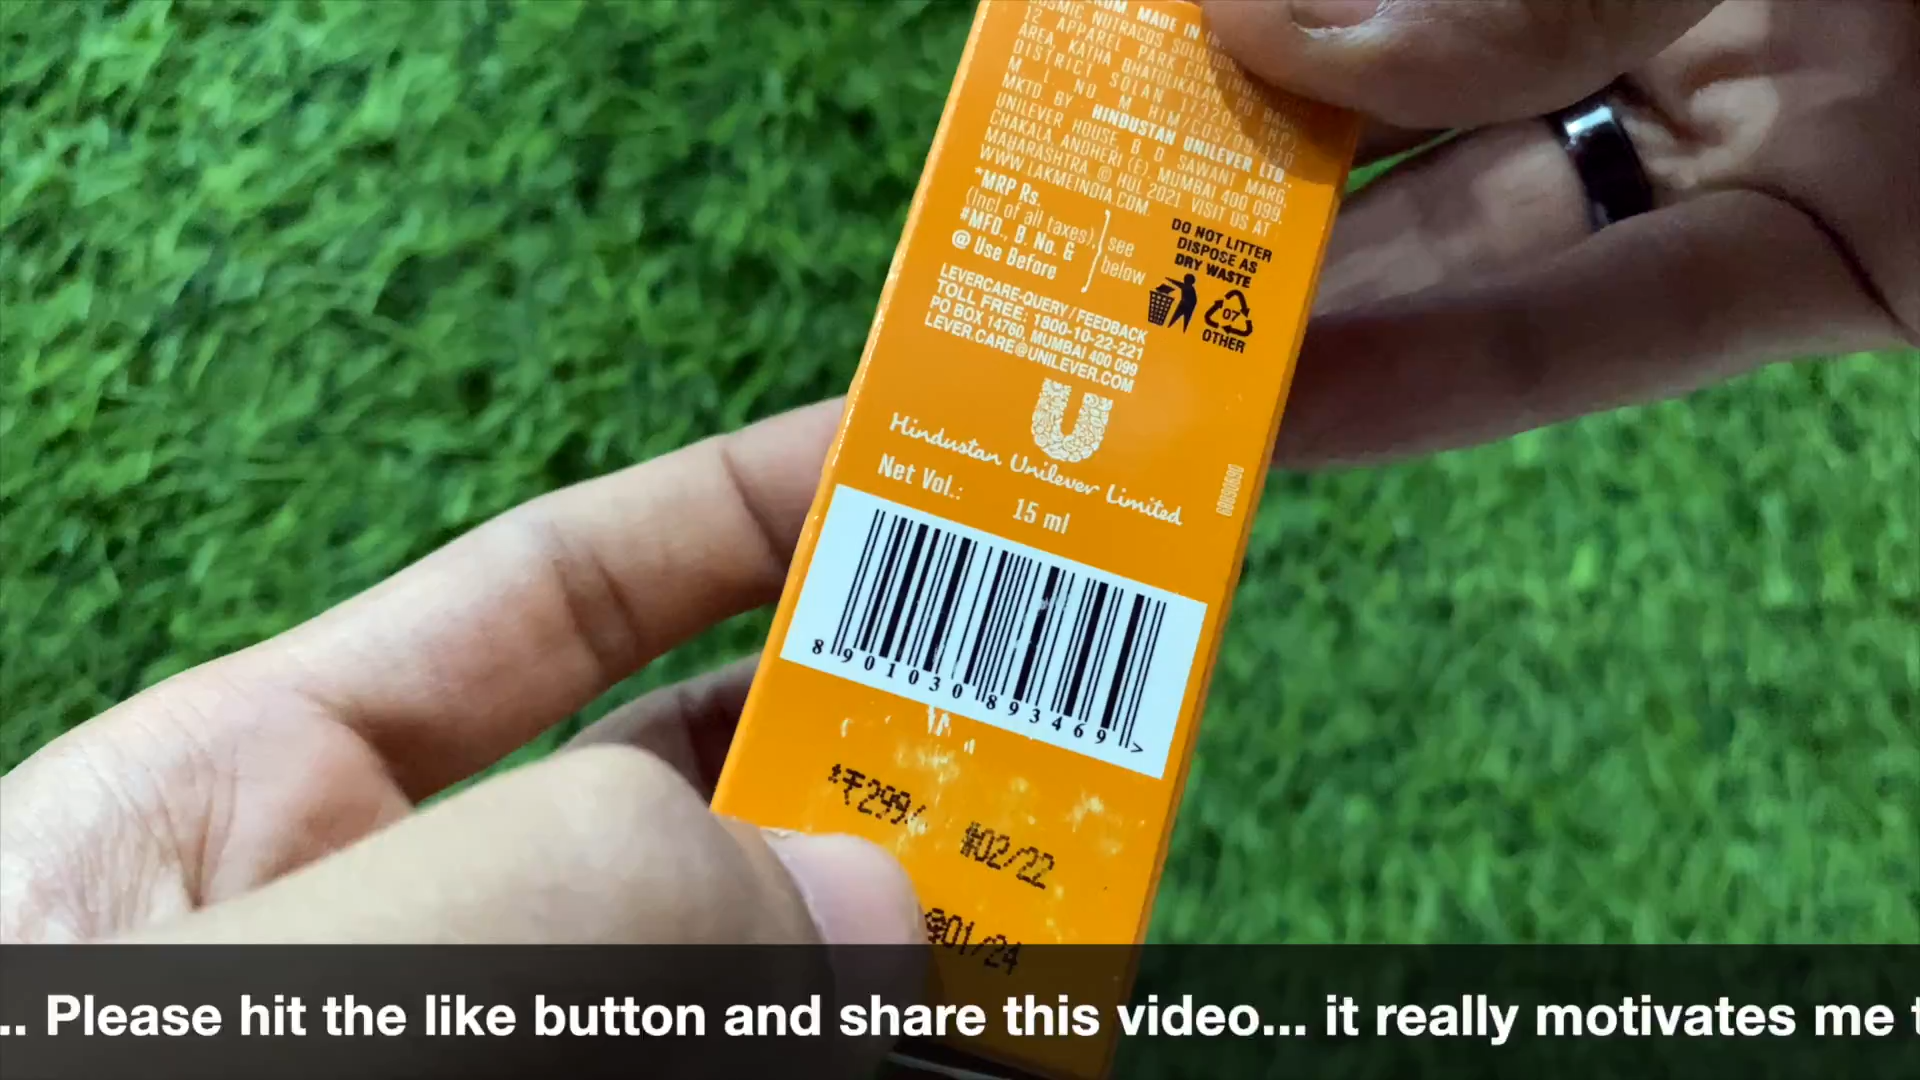 MADE IN
COSMIC NUTRACOS
12 APPAREL PARK
AREA, KATHA BHATOLIKALAN, PO
DISTRICT SOLAN
M. L. NO
MKTD BY HINDUSTAN UNILEVER LTD.,
UNILEVER HOUSE, B D. SAWANT MARG,
CHAKALA, ANDHERI (E), MUMBAI 400 099,
MAHARASHTRA. © HUL 2021 VISIT US AT
WWW.LAKMEINDIA.COM.
*MRP Rs.
(Incl of all taxes),
#MFD., B. No. &
@ Use Before
see
below
DO NOT LITTER
DISPOSE AS
DRY WASTE
07
OTHER
LEVERCARE-QUERY / FEEDBACK
TOLL FREE: 1800-10-22-221
PO BOX 14760, MUMBAI 400 099
LEVER.CARE@UNILEVER.COM
Hindustan Unilever Limited
Net Vol.: 15 ml
8 901030 893469 >
*₹299/
#02/22
@01/24
.. Please hit the like button and share this video... it really motivates me